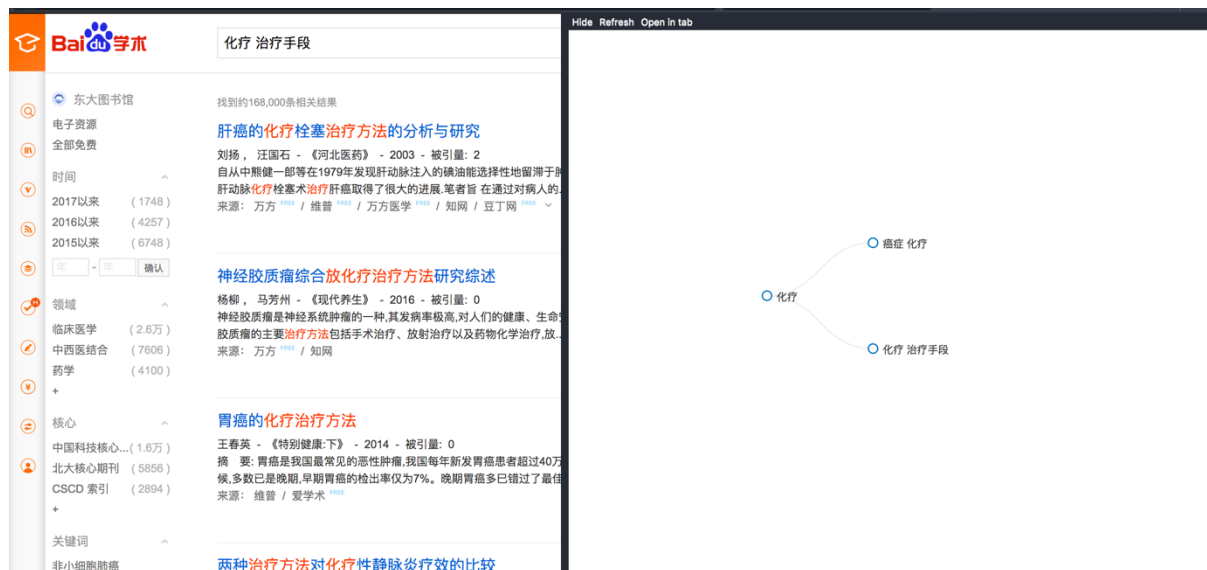 Hide Refresh Open in tab
Bai du 学术
化疗 治疗手段
东大图书馆
电子资源
全部免费
时间
2017以来 (1748)
2016以来 (4257)
2015以来 (6748)
年 - 年 确认
领域
临床医学 (2.6万)
中西医结合 (7606)
药学 (4100)
+
核心
中国科技核心...(1.6万)
北大核心期刊 (5856)
CSCD 索引 (2894)
+
关键词
非小细胞肺癌
找到约168,000条相关结果
肝癌的化疗栓塞治疗方法的分析与研究
刘扬， 汪国石 - 《河北医药》 - 2003 - 被引量: 2
自从中熊健一郎等在1979年发现肝动脉注入的碘油能选择性地留滞于
肝动脉化疗栓塞术治疗肝癌取得了很大的进展.笔者旨 在通过对病人的..
来源: 万方 FREE / 维普 FREE / 万方医学 FREE / 知网 / 豆丁网 FREE
神经胶质瘤综合放化疗治疗方法研究综述
杨柳， 马芳州 - 《现代养生》 - 2016 - 被引量: 0
神经胶质瘤是神经系统肿瘤的一种,其发病率极高,对人们的健康、生命
胶质瘤的主要治疗方法包括手术治疗、放射治疗以及药物化学治疗,放...
来源: 万方 FREE / 知网
胃癌的化疗治疗方法
王春英 - 《特别健康:下》 - 2014 - 被引量: 0
摘 要: 胃癌是我国最常见的恶性肿瘤,我国每年新发胃癌患者超过40万
候,多数已是晚期,早期胃癌的检出率仅为7%。晚期胃癌多已错过了最佳
来源: 维普 / 爱学术 FREE
两种治疗方法对化疗性静脉炎疗效的比较
癌症 化疗
化疗
化疗 治疗手段